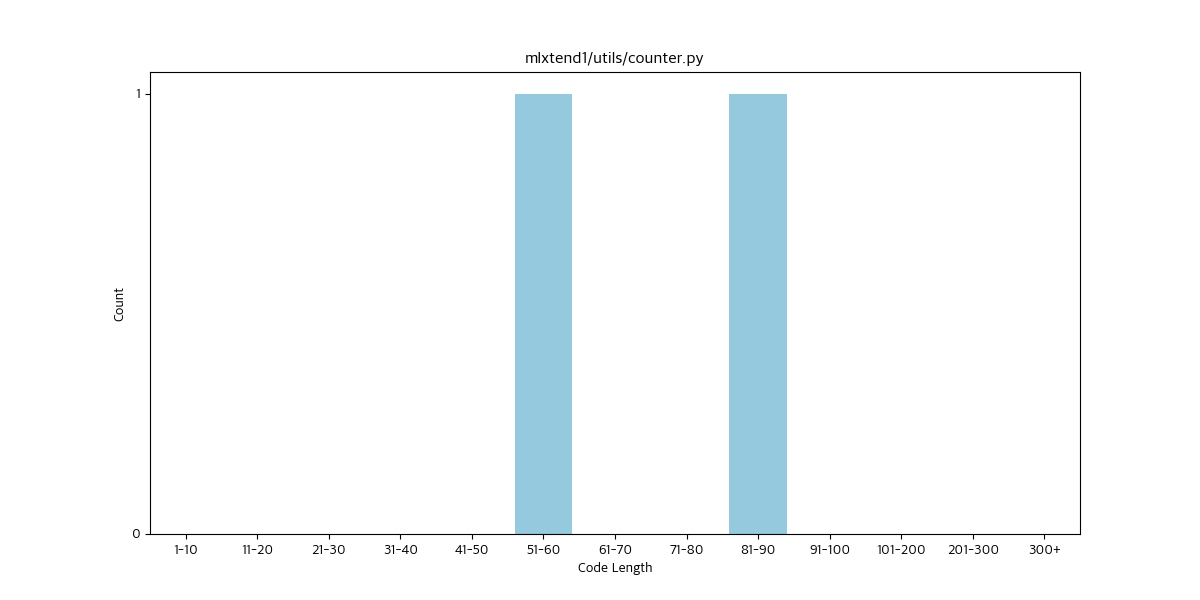 mlxtend1/utils/counter.py
1
Count
0
1-10 11-20 21-30 31-40 41-50 51-60 61-70 71-80 81-90 91-100 101-200 201-300 300+
Code Length